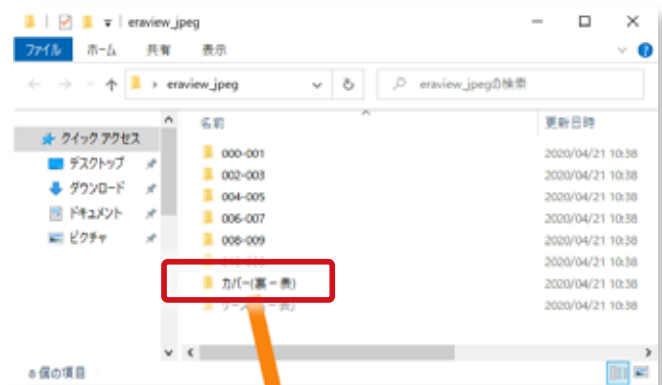 eraview_jpeg
ファイル ホーム 共有 表示
eraview_jpeg eraview_jpegの検索
名前 更新日時
クイック アクセス
デスクトップ
ダウンロード
ドキュメント
ピクチャ
000-001 2020/04/21 10:38
002-003 2020/04/21 10:38
004-005 2020/04/21 10:38
006-007 2020/04/21 10:38
008-009 2020/04/21 10:38
2020/04/21 10:38
カバー(裏－表) 2020/04/21 10:38
2020/04/21 10:38
8 個の項目